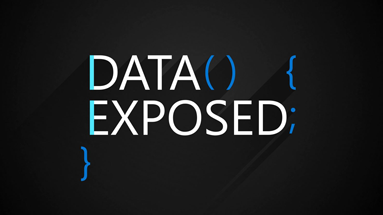 DATA() {
EXPOSED;
}